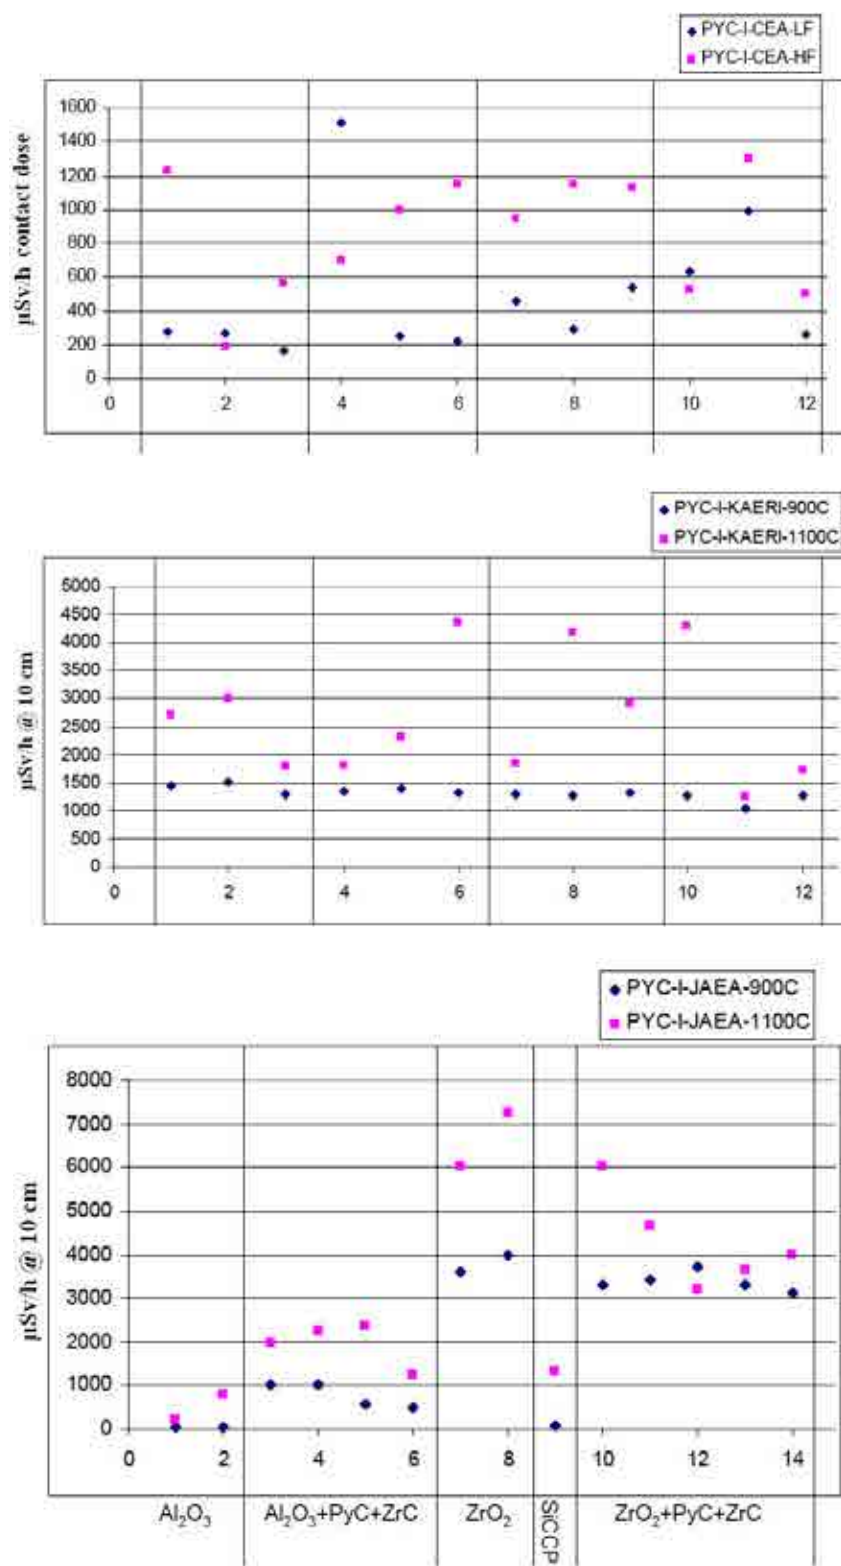 PYC-I-CEA-LF
PYC-I-CEA-HF
µSv/h contact dose
1600
1400
1200
1000
800
600
400
200
0
0 2 4 6 8 10 12
PYC-I-KAERI-900C
PYC-I-KAERI-1100C
µSv/h @ 10 cm
5000
4500
4000
3500
3000
2500
2000
1500
1000
500
0
0 2 4 6 8 10 12
PYC-I-JAEA-900C
PYC-I-JAEA-1100C
µSv/h @ 10 cm
8000
7000
6000
5000
4000
3000
2000
1000
0
0 2 4 6 8 10 12 14
Al₂O₃ Al₂O₃+PyC+ZrC ZrO₂ SiCCP ZrO₂+PyC+ZrC